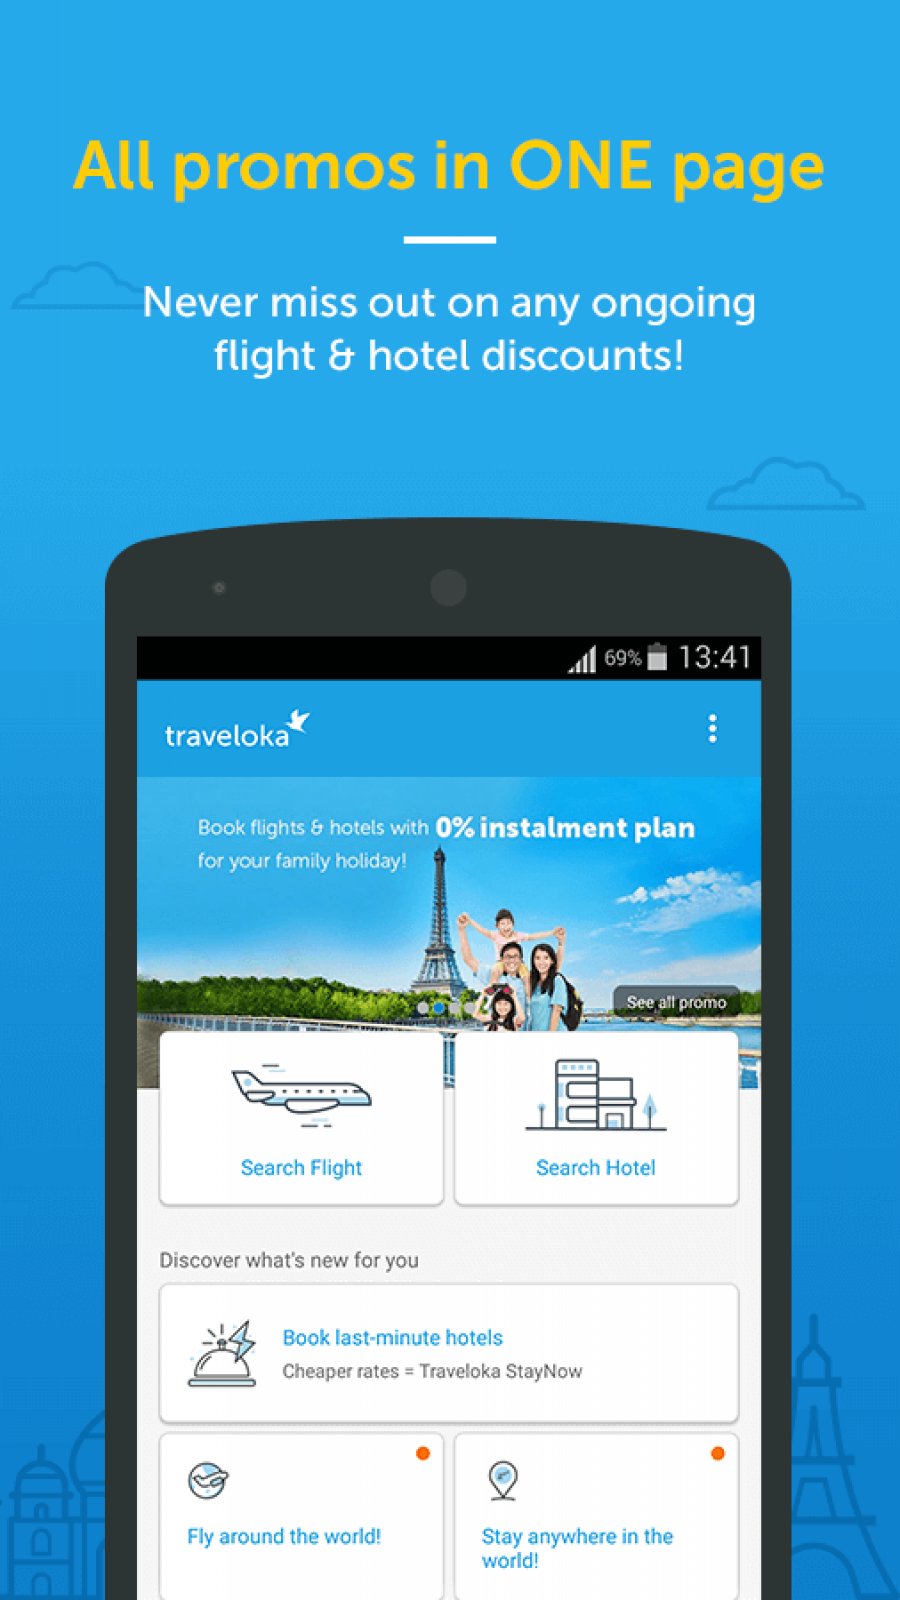 All promos in ONE page
Never miss out on any ongoing
flight & hotel discounts!
69% 13:41
traveloka
Book flights & hotels with 0% instalment plan
for your family holiday!
See all promo
Search Flight
Search Hotel
Discover what's new for you
Book last-minute hotels
Cheaper rates = Traveloka StayNow
Fly around the world!
Stay anywhere in the
world!